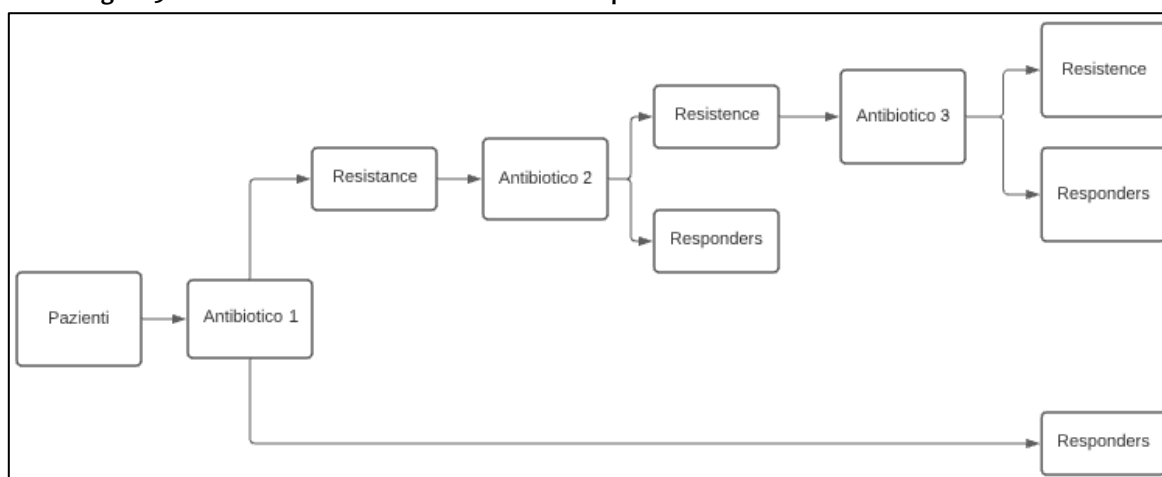 Resistence
Resistence
Antibiotico 3
Resistance
Antibiotico 2
Responders
Responders
Pazienti
Antibiotico 1
Responders